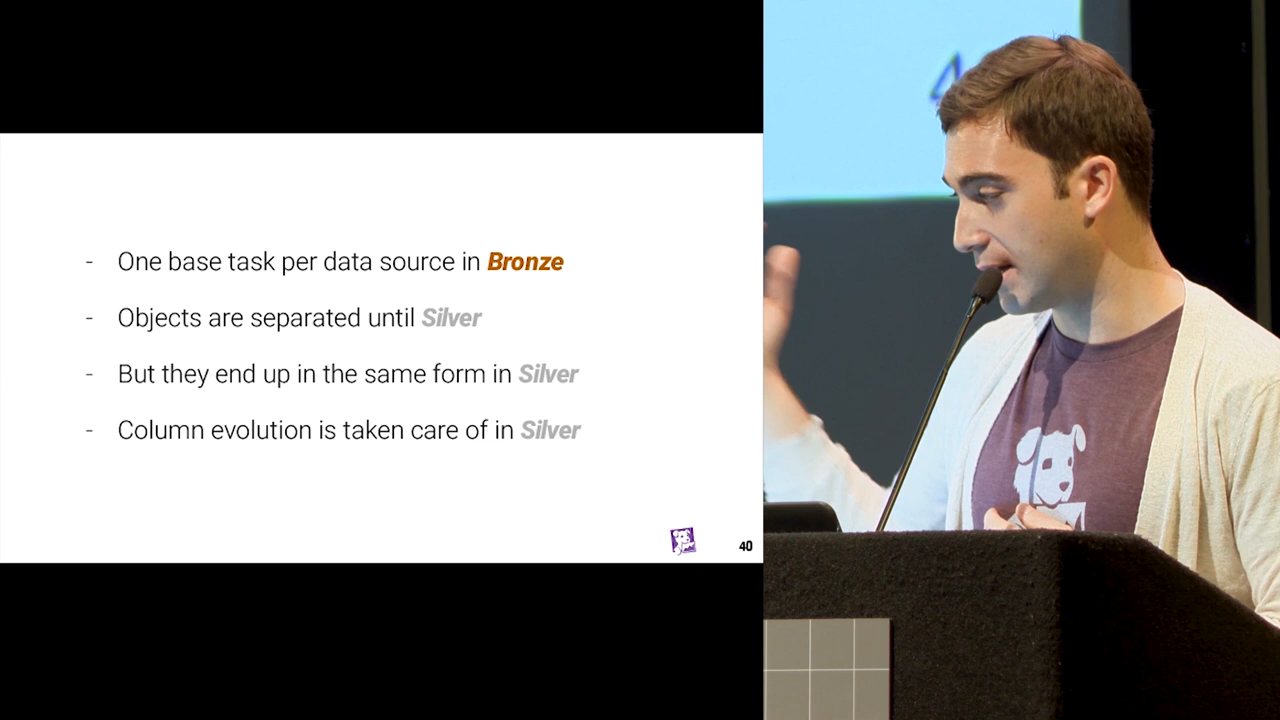 - One base task per data source in Bronze
- Objects are separated until Silver
- But they end up in the same form in Silver
- Column evolution is taken care of in Silver
40